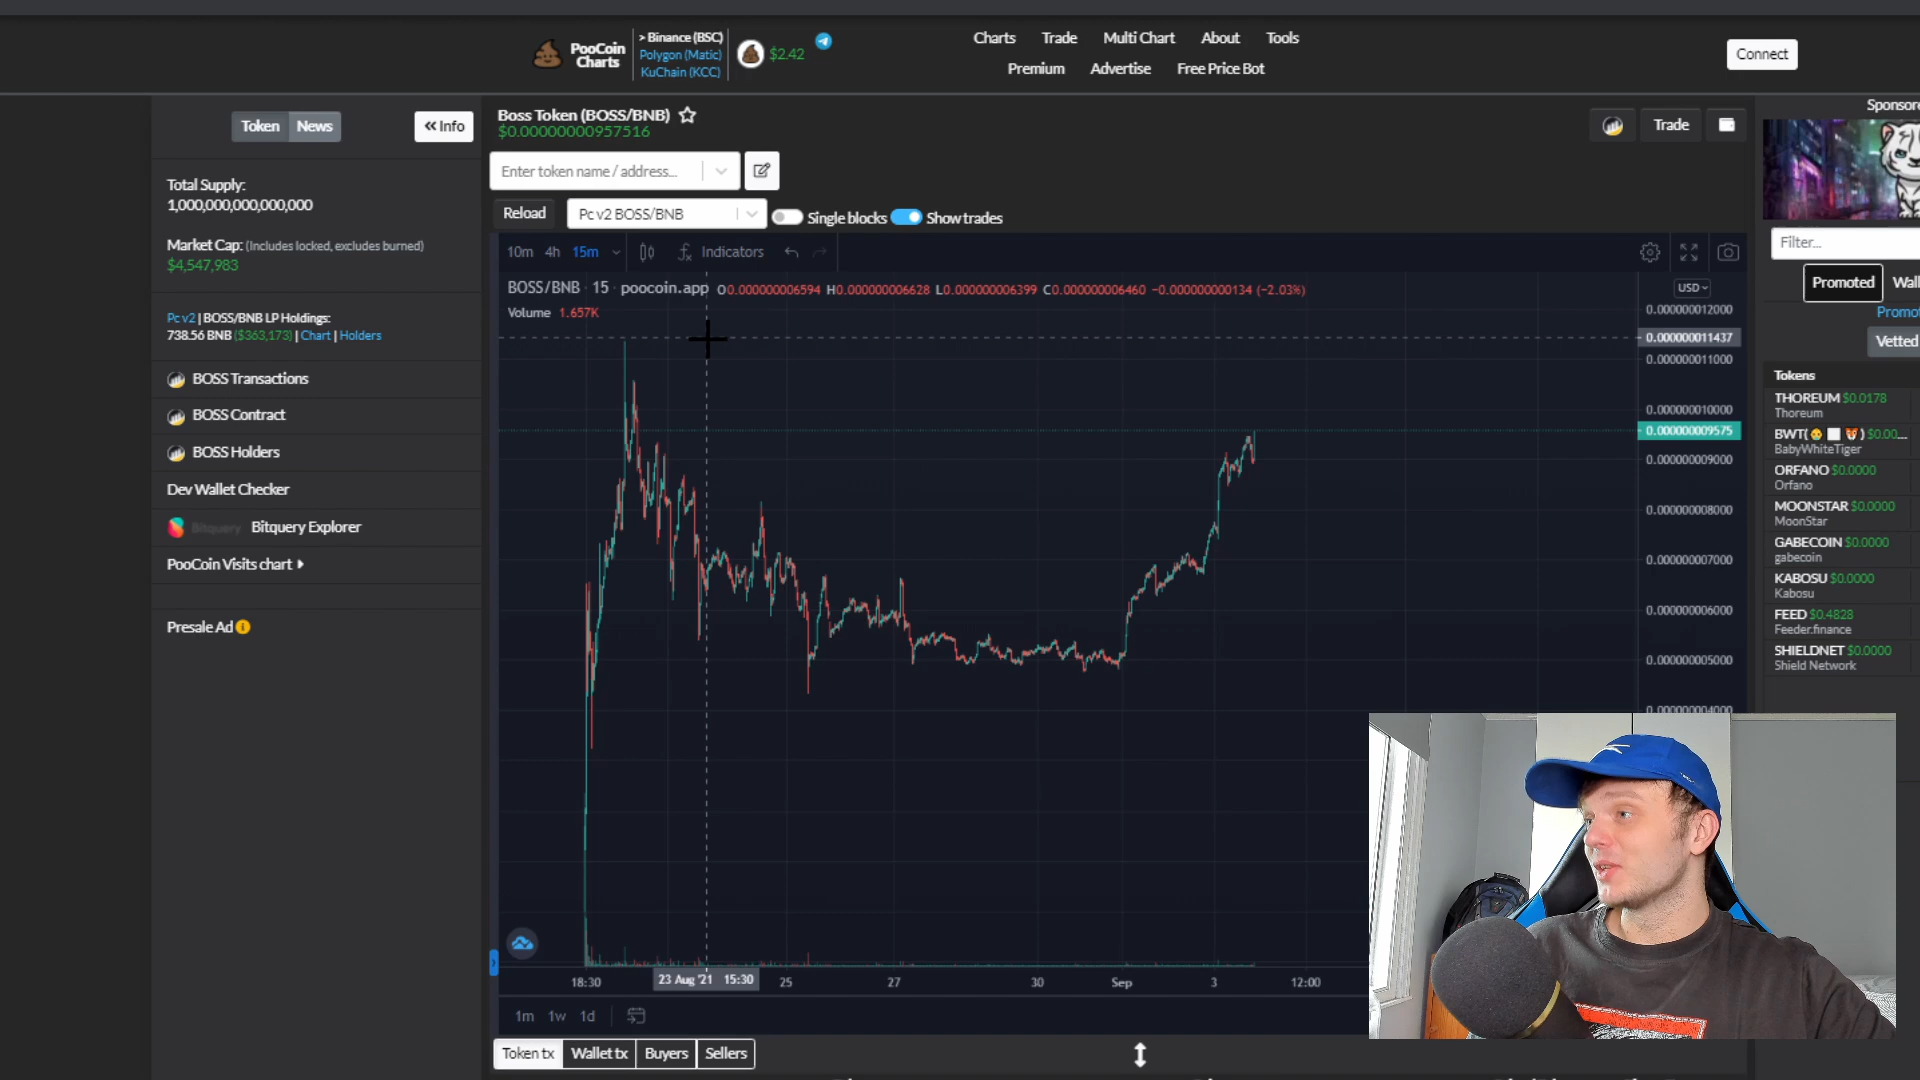 PooCoin
Charts
> Binance (BSC)
Polygon (Matic)
KuChain (KCC)
$2.42
Charts Trade Multi Chart About Tools
Premium Advertise Free Price Bot
Connect
Token News
« Info
Total Supply:
1,000,000,000,000,000
Market Cap: (Includes locked, excludes burned)
$4,547,983
Pc v2 | BOSS/BNB LP Holdings:
738.56 BNB ($363,173) | Chart | Holders
BOSS Transactions
BOSS Contract
BOSS Holders
Dev Wallet Checker
Bitquery Bitquery Explorer
PooCoin Visits chart
Presale Ad
Boss Token (BOSS/BNB)
$0.00000000957516
Trade
Enter token name / address...
Reload
Pc v2 BOSS/BNB
Single blocks
Show trades
10m 4h 15m Indicators
BOSS/BNB · 15 · poocoin.app O0.000000006594 H0.000000006628 L0.000000006399 C0.000000006460 −0.000000000134 (−2.03%)
Volume 1.657K
USD
0.000000012000
0.000000011437
0.000000011000
0.000000010000
0.000000009575
0.000000009000
0.000000008000
0.000000007000
0.000000006000
0.000000005000
0.000000004000
18:30
23 Aug '21 15:30
25
27
30
Sep
3
12:00
1m 1w 1d
Token tx Wallet tx Buyers Sellers
Sponsore
Filter...
Promoted
Wall
Promo
Vetted
Tokens
THOREUM $0.0178
Thoreum
BWT( ) $0.00...
BabyWhiteTiger
ORFANO $0.0000
Orfano
MOONSTAR $0.0000
MoonStar
GABECOIN $0.0000
gabecoin
KABOSU $0.0000
Kabosu
FEED $0.4828
Feeder.finance
SHIELDNET $0.0000
Shield Network